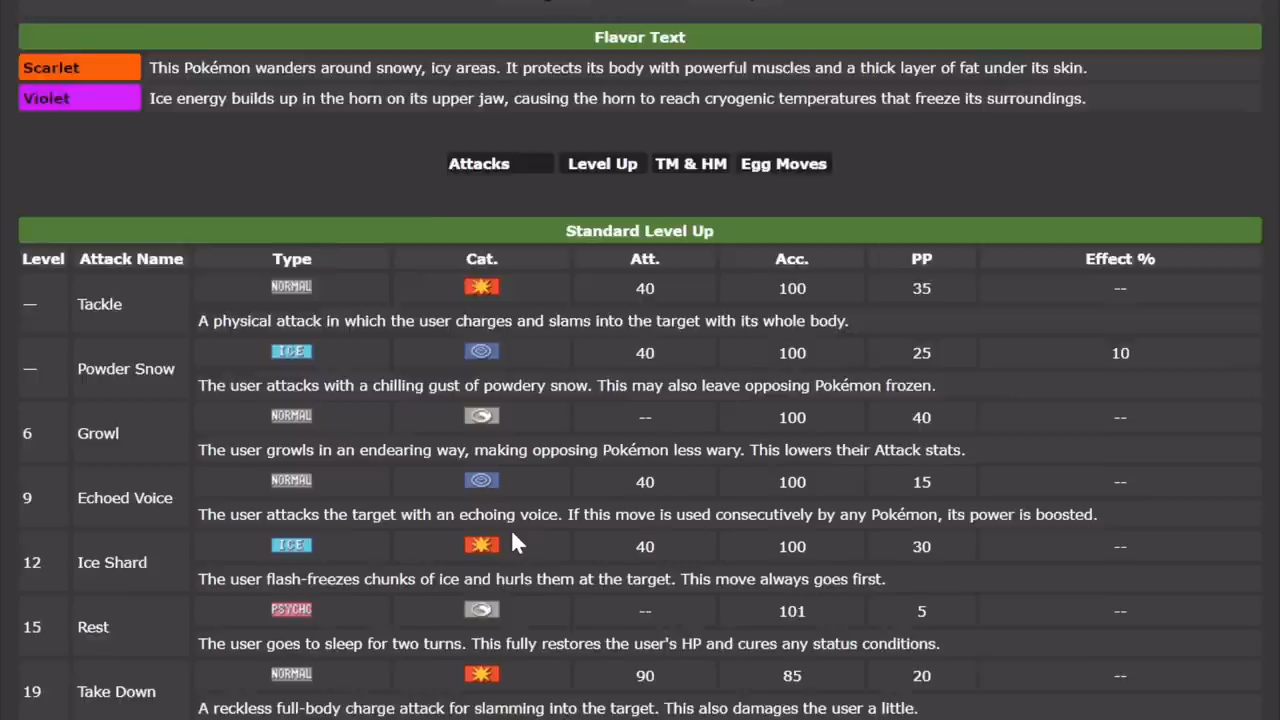 Flavor Text
Scarlet This Pokémon wanders around snowy, icy areas. It protects its body with powerful muscles and a thick layer of fat under its skin.
Violet Ice energy builds up in the horn on its upper jaw, causing the horn to reach cryogenic temperatures that freeze its surroundings.
Attacks Level Up TM & HM Egg Moves
Standard Level Up
Level Attack Name Type Cat. Att. Acc. PP Effect %
— Tackle NORMAL 40 100 35 --
A physical attack in which the user charges and slams into the target with its whole body.
— Powder Snow ICE 40 100 25 10
The user attacks with a chilling gust of powdery snow. This may also leave opposing Pokémon frozen.
6 Growl NORMAL -- 100 40 --
The user growls in an endearing way, making opposing Pokémon less wary. This lowers their Attack stats.
9 Echoed Voice NORMAL 40 100 15 --
The user attacks the target with an echoing voice. If this move is used consecutively by any Pokémon, its power is boosted.
12 Ice Shard ICE 40 100 30 --
The user flash-freezes chunks of ice and hurls them at the target. This move always goes first.
15 Rest PSYCHC -- 101 5 --
The user goes to sleep for two turns. This fully restores the user's HP and cures any status conditions.
19 Take Down NORMAL 90 85 20 --
A reckless full-body charge attack for slamming into the target. This also damages the user a little.